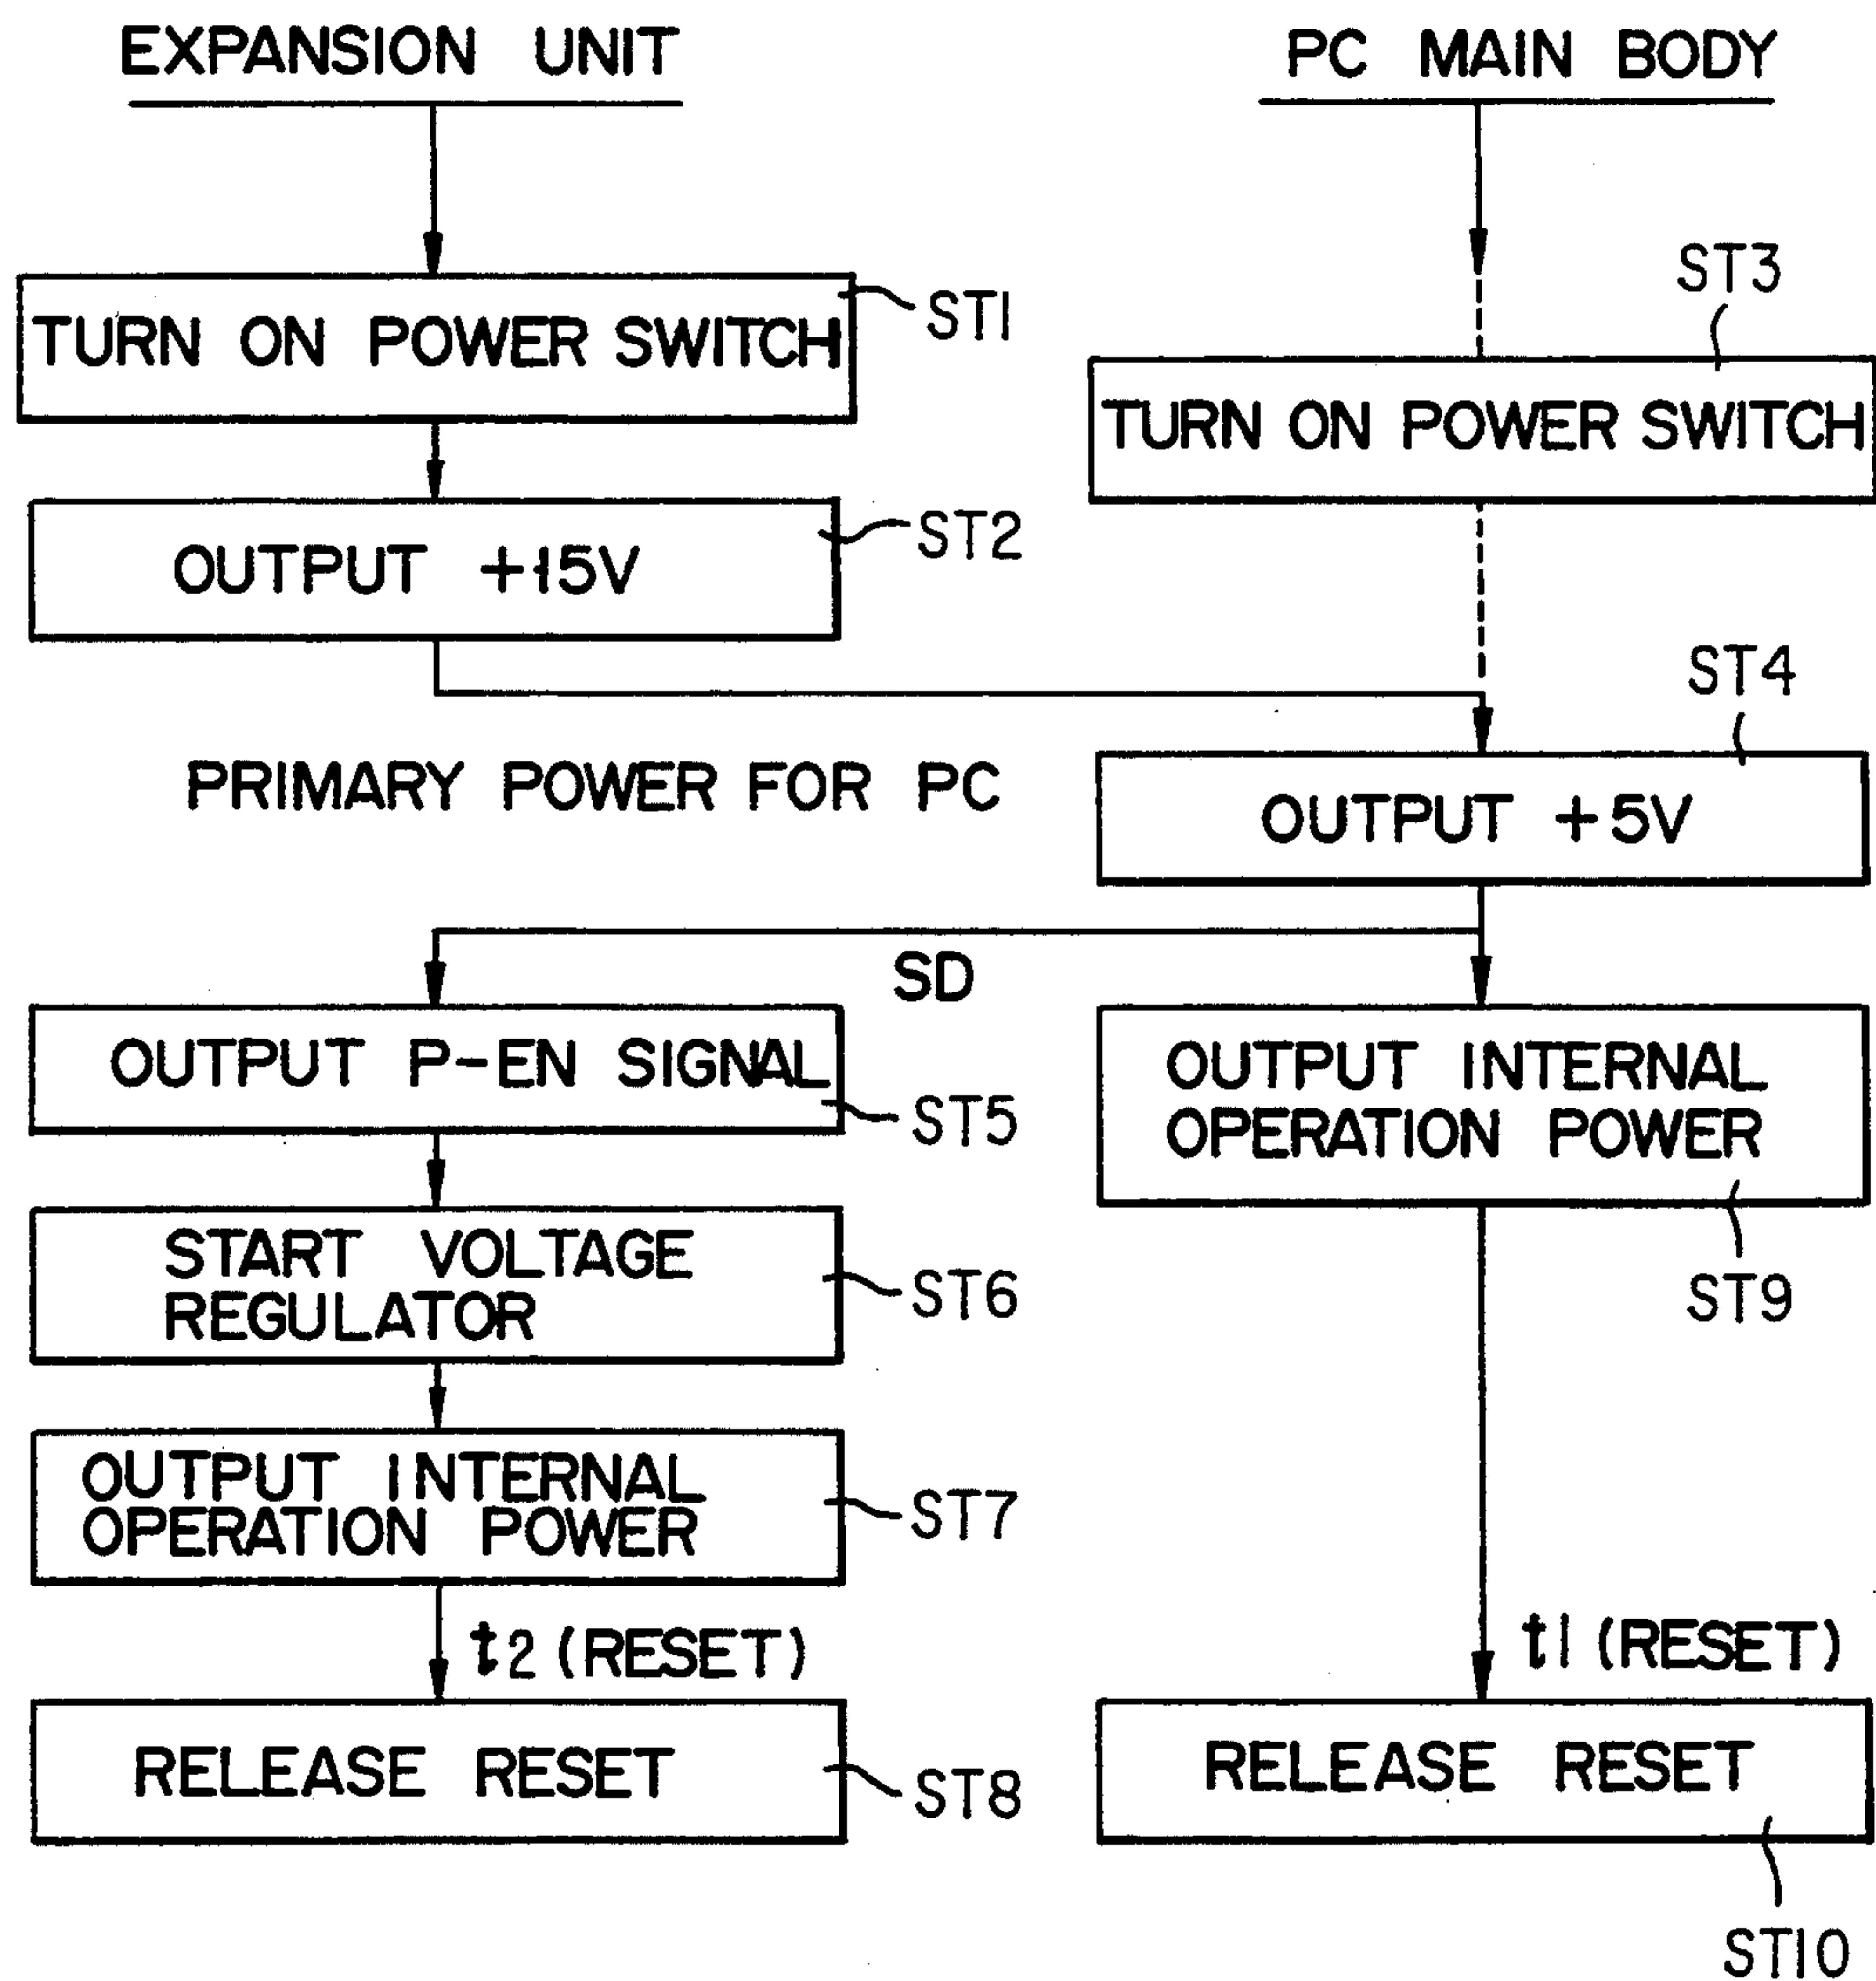 EXPANSION UNIT
PC MAIN BODY
TURN ON POWER SWITCH
ST1
ST3
TURN ON POWER SWITCH
OUTPUT +15V
ST2
ST4
PRIMARY POWER FOR PC
OUTPUT +5V
SD
OUTPUT P-EN SIGNAL
ST5
OUTPUT INTERNAL
OPERATION POWER
ST9
START VOLTAGE
REGULATOR
ST6
OUTPUT INTERNAL
OPERATION POWER
ST7
t2 (RESET)
t1 (RESET)
RELEASE RESET
ST8
RELEASE RESET
ST10